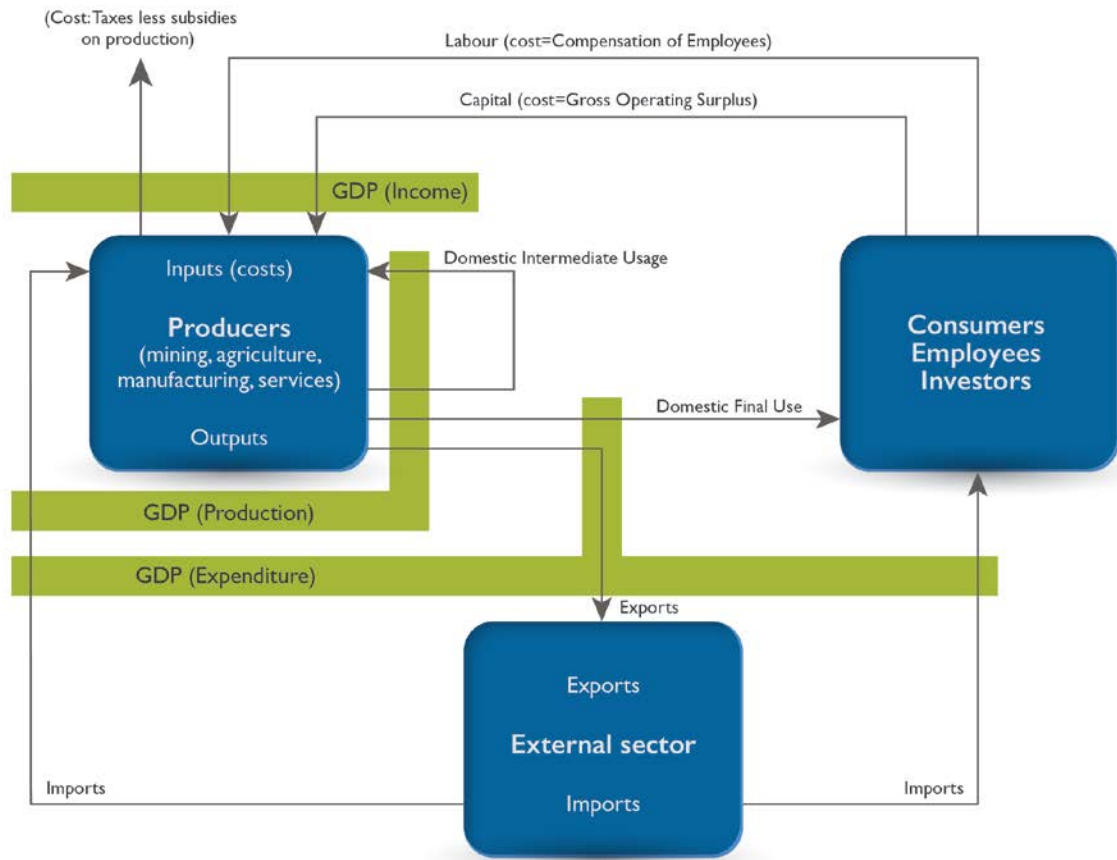 (Cost: Taxes less subsidies
on production)
Labour (cost=Compensation of Employees)
Capital (cost=Gross Operating Surplus)
GDP (Income)
Inputs (costs)
Producers
(mining, agriculture,
manufacturing, services)
Outputs
Domestic Intermediate Usage
Consumers
Employees
Investors
Domestic Final Use
GDP (Production)
GDP (Expenditure)
Exports
Exports
External sector
Imports
Imports
Imports